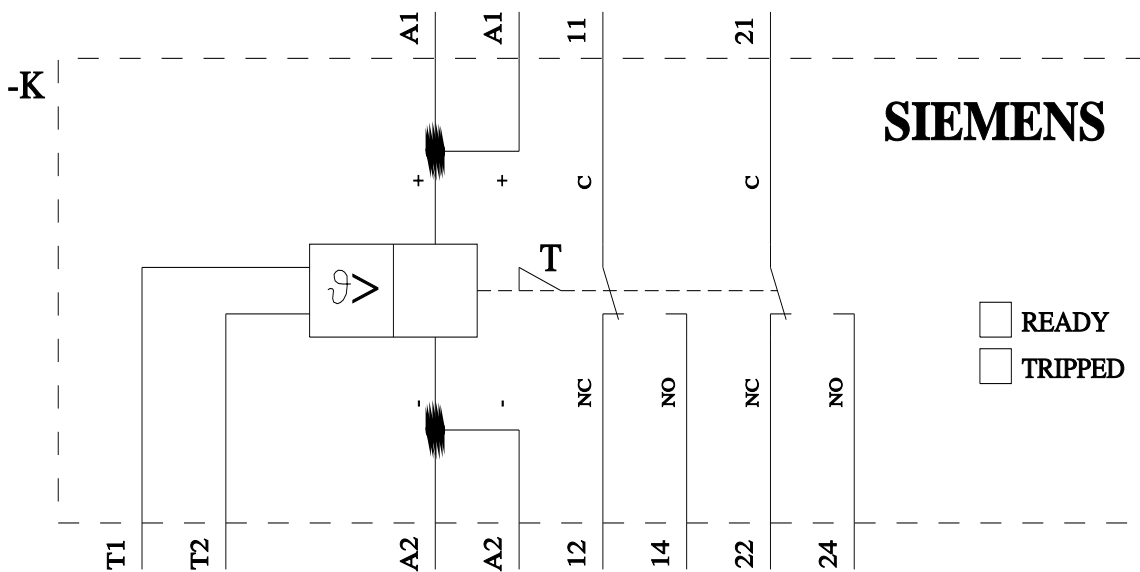 A1
A1
11
21
-K
SIEMENS
+
+
C
C
T
ϑ>
READY
TRIPPED
-
-
NC
NO
NC
NO
T1
T2
A2
A2
12
14
22
24